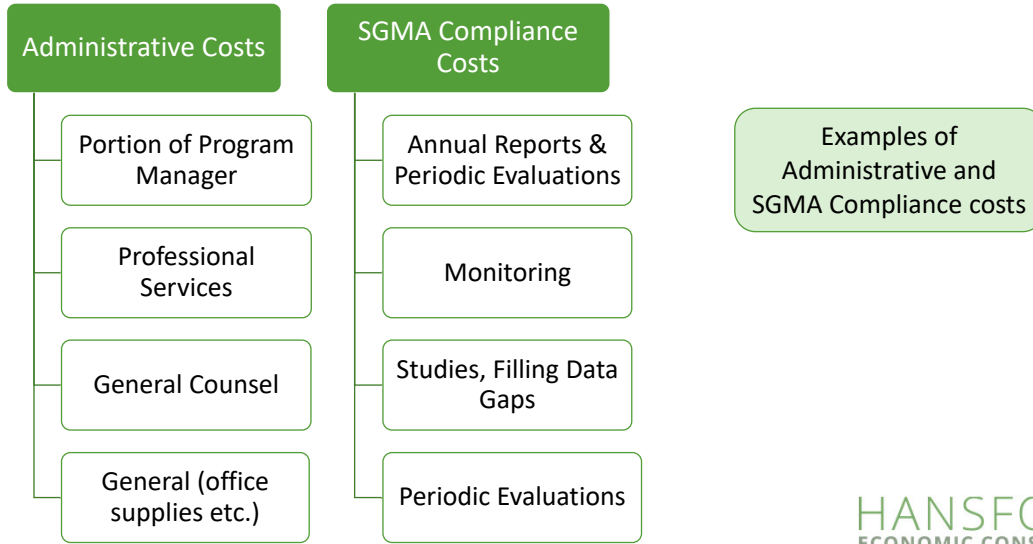 Administrative Costs
Portion of Program
Manager
Professional
Services
General Counsel
General (office
supplies etc.)
SGMA Compliance
Costs
Annual Reports &
Periodic Evaluations
Monitoring
Studies, Filling Data
Gaps
Periodic Evaluations
Examples of
Administrative and
SGMA Compliance costs
ECONOMIC